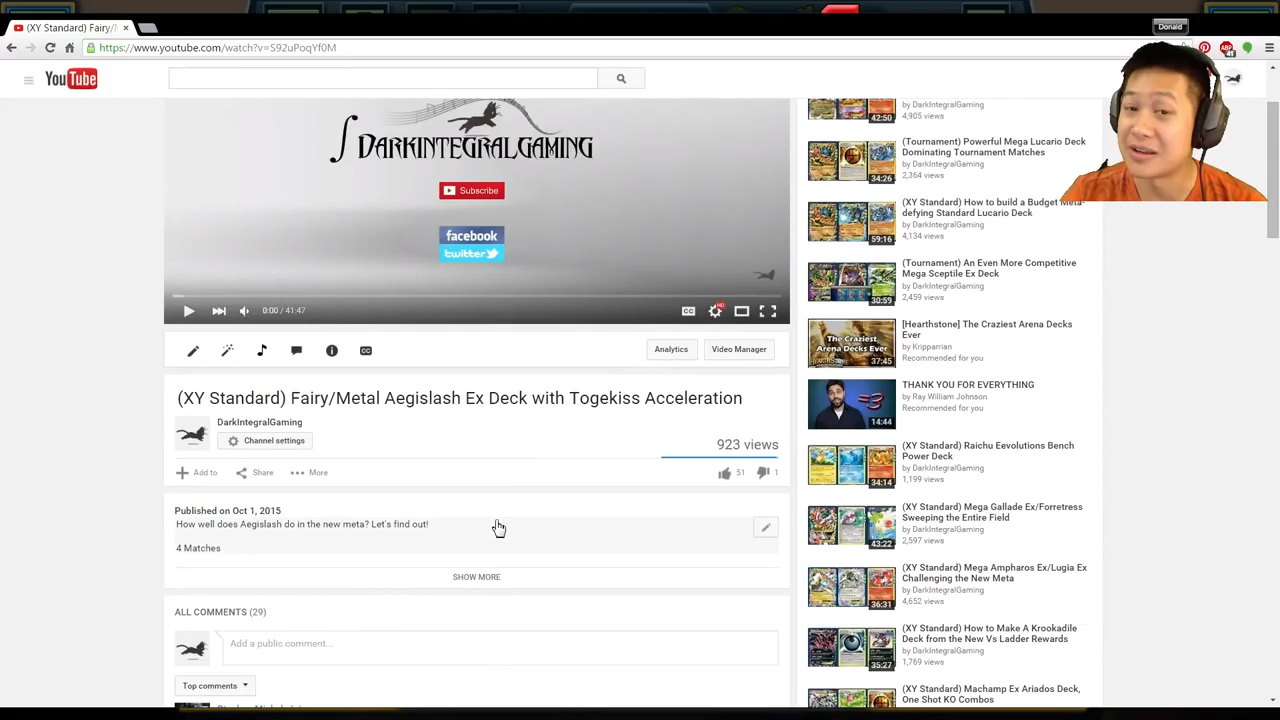 (XY Standard) Fairy/
Donald
https://www.youtube.com/watch?v=S92uPoqYf0M
YouTube
DARKINTEGRALGAMING
Subscribe
facebook
twitter
0:00 / 41:47
CC
HD
Analytics
Video Manager
(XY Standard) Fairy/Metal Aegislash Ex Deck with Togekiss Acceleration
DarkIntegralGaming
Channel settings
923 views
Add to
Share
More
51
1
Published on Oct 1, 2015
How well does Aegislash do in the new meta? Let's find out!
4 Matches
SHOW MORE
ALL COMMENTS (29)
Add a public comment...
Top comments
by DarkIntegralGaming
4,905 views
42:50
(Tournament) Powerful Mega Lucario Deck
Dominating Tournament Matches
by DarkIntegralGaming
2,364 views
34:26
(XY Standard) How to build a Budget Meta-
defying Standard Lucario Deck
by DarkIntegralGaming
4,134 views
59:16
(Tournament) An Even More Competitive
Mega Sceptile Ex Deck
by DarkIntegralGaming
2,459 views
30:59
[Hearthstone] The Craziest Arena Decks
Ever
by Kripparrian
Recommended for you
The Craziest
Arena Decks
Ever
37:45
THANK YOU FOR EVERYTHING
by Ray William Johnson
Recommended for you
14:44
(XY Standard) Raichu Eevolutions Bench
Power Deck
by DarkIntegralGaming
1,199 views
34:14
(XY Standard) Mega Gallade Ex/Forretress
Sweeping the Entire Field
by DarkIntegralGaming
2,597 views
43:22
(XY Standard) Mega Ampharos Ex/Lugia Ex
Challenging the New Meta
by DarkIntegralGaming
4,652 views
36:31
(XY Standard) How to Make A Krookadile
Deck from the New Vs Ladder Rewards
by DarkIntegralGaming
1,769 views
35:27
(XY Standard) Machamp Ex Ariados Deck,
One Shot KO Combos